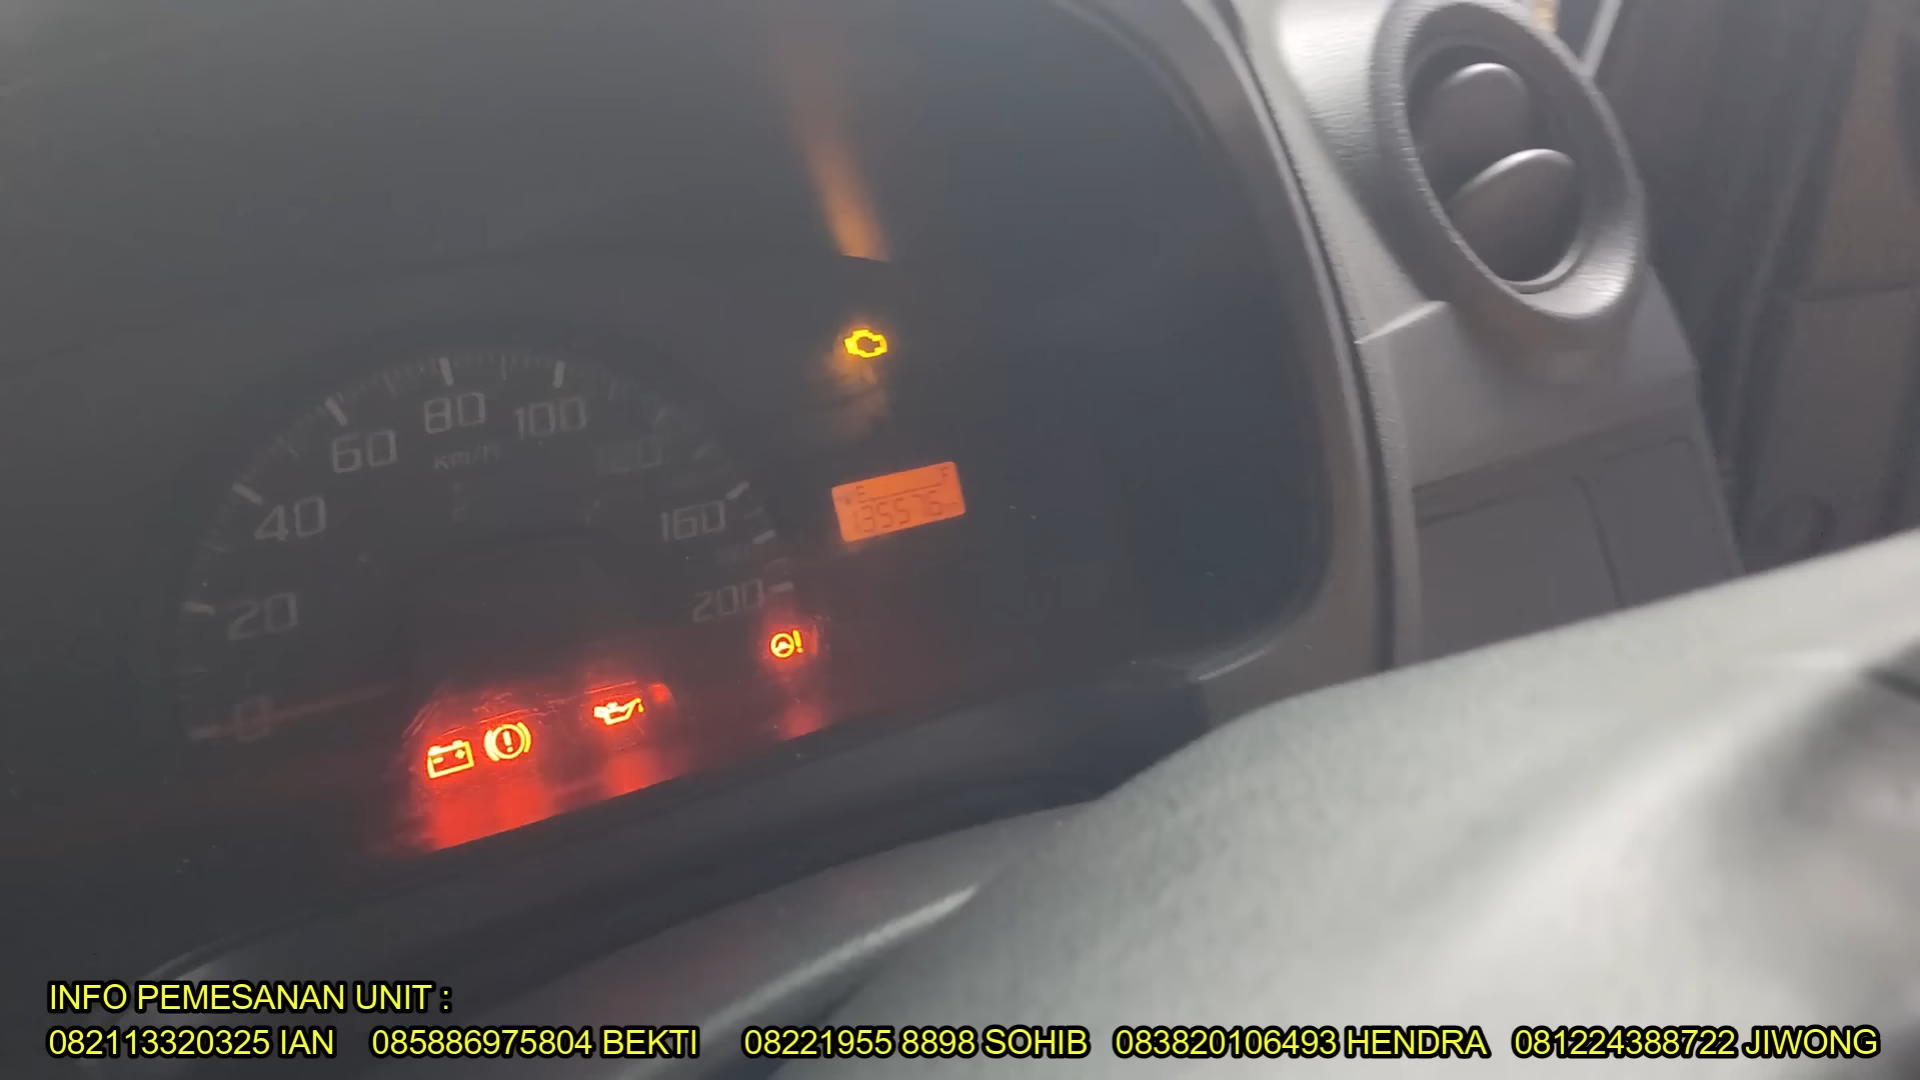 80
100
60
km/h
120
40
160
E F
135576
20
200
0
INFO PEMESANAN UNIT :
082113320325 IAN 085886975804 BEKTI 08221955 8898 SOHIB 083820106493 HENDRA 081224388722 JIWONG